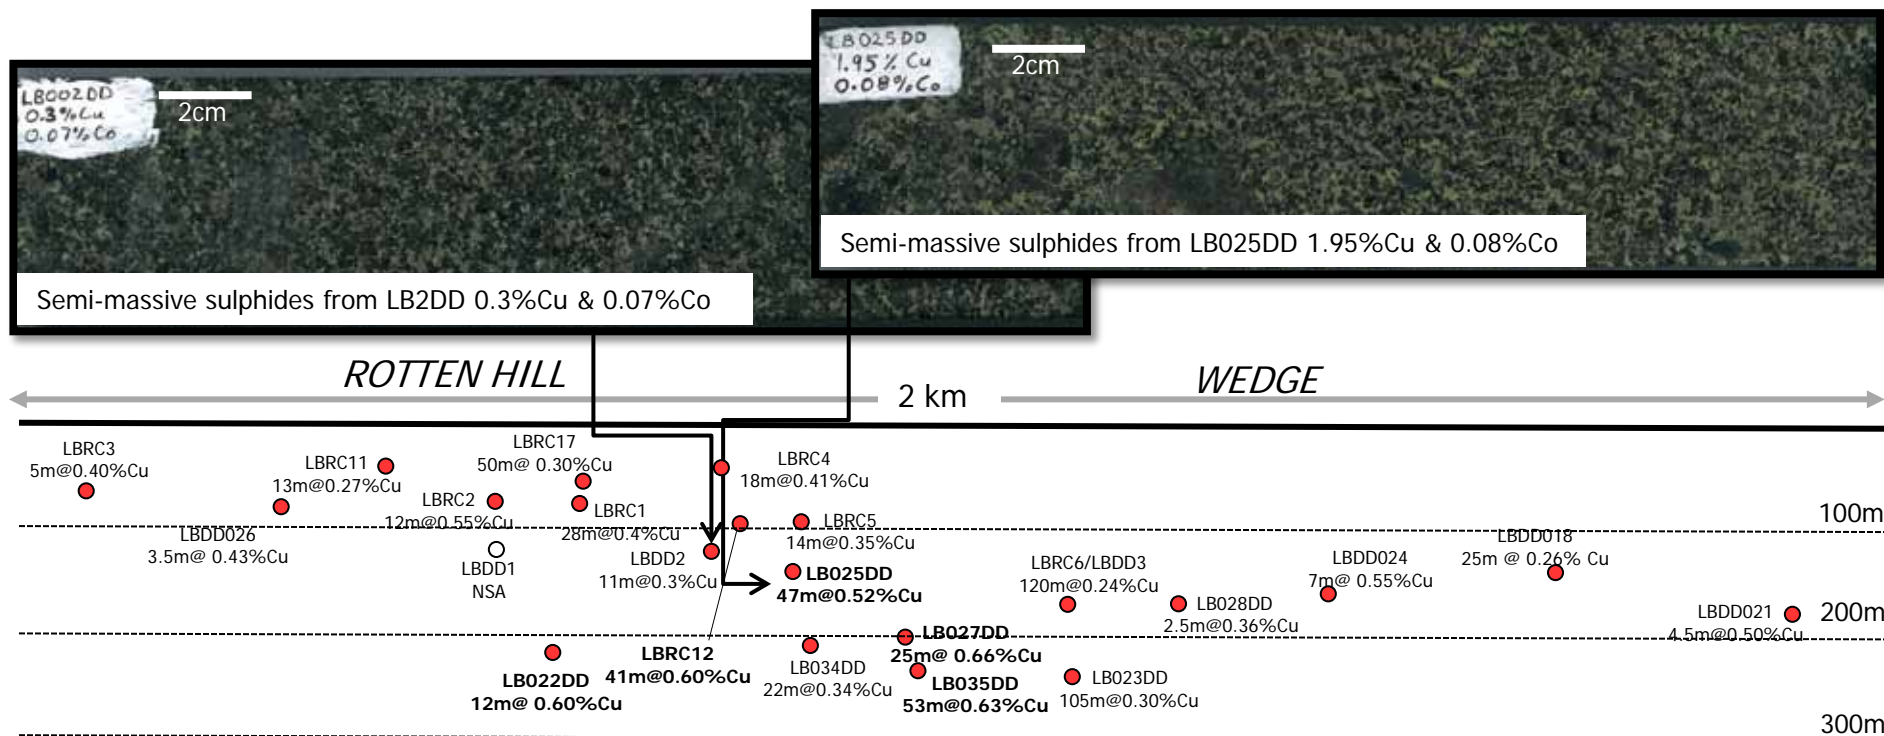 LB002DD
0.3%Cu
0.07%Co
2cm
Semi-massive sulphides from LB2DD 0.3%Cu & 0.07%Co
LB025DD
1.95% Cu
0.08%Co
2cm
Semi-massive sulphides from LB025DD 1.95%Cu & 0.08%Co
ROTTEN HILL
2 km
WEDGE
LBRC3
5m@0.40%Cu
LBRC11
13m@0.27%Cu
LBRC17
50m@ 0.30%Cu
LBRC4
18m@0.41%Cu
LBRC2
12m@0.55%Cu
LBRC1
28m@0.4%Cu
LBRC5
14m@0.35%Cu
100m
LBDD026
3.5m@ 0.43%Cu
LBDD1
NSA
LBDD2
11m@0.3%Cu
LB025DD
47m@0.52%Cu
LBRC6/LBDD3
120m@0.24%Cu
LB028DD
2.5m@0.36%Cu
LBDD024
7m@ 0.55%Cu
LBDD018
25m @ 0.26% Cu
LBDD021
4.5m@0.50%Cu
200m
LB022DD
12m@ 0.60%Cu
LBRC12
41m@0.60%Cu
LB034DD
22m@0.34%Cu
LB027DD
25m@ 0.66%Cu
LB035DD
53m@0.63%Cu
LB023DD
105m@0.30%Cu
300m